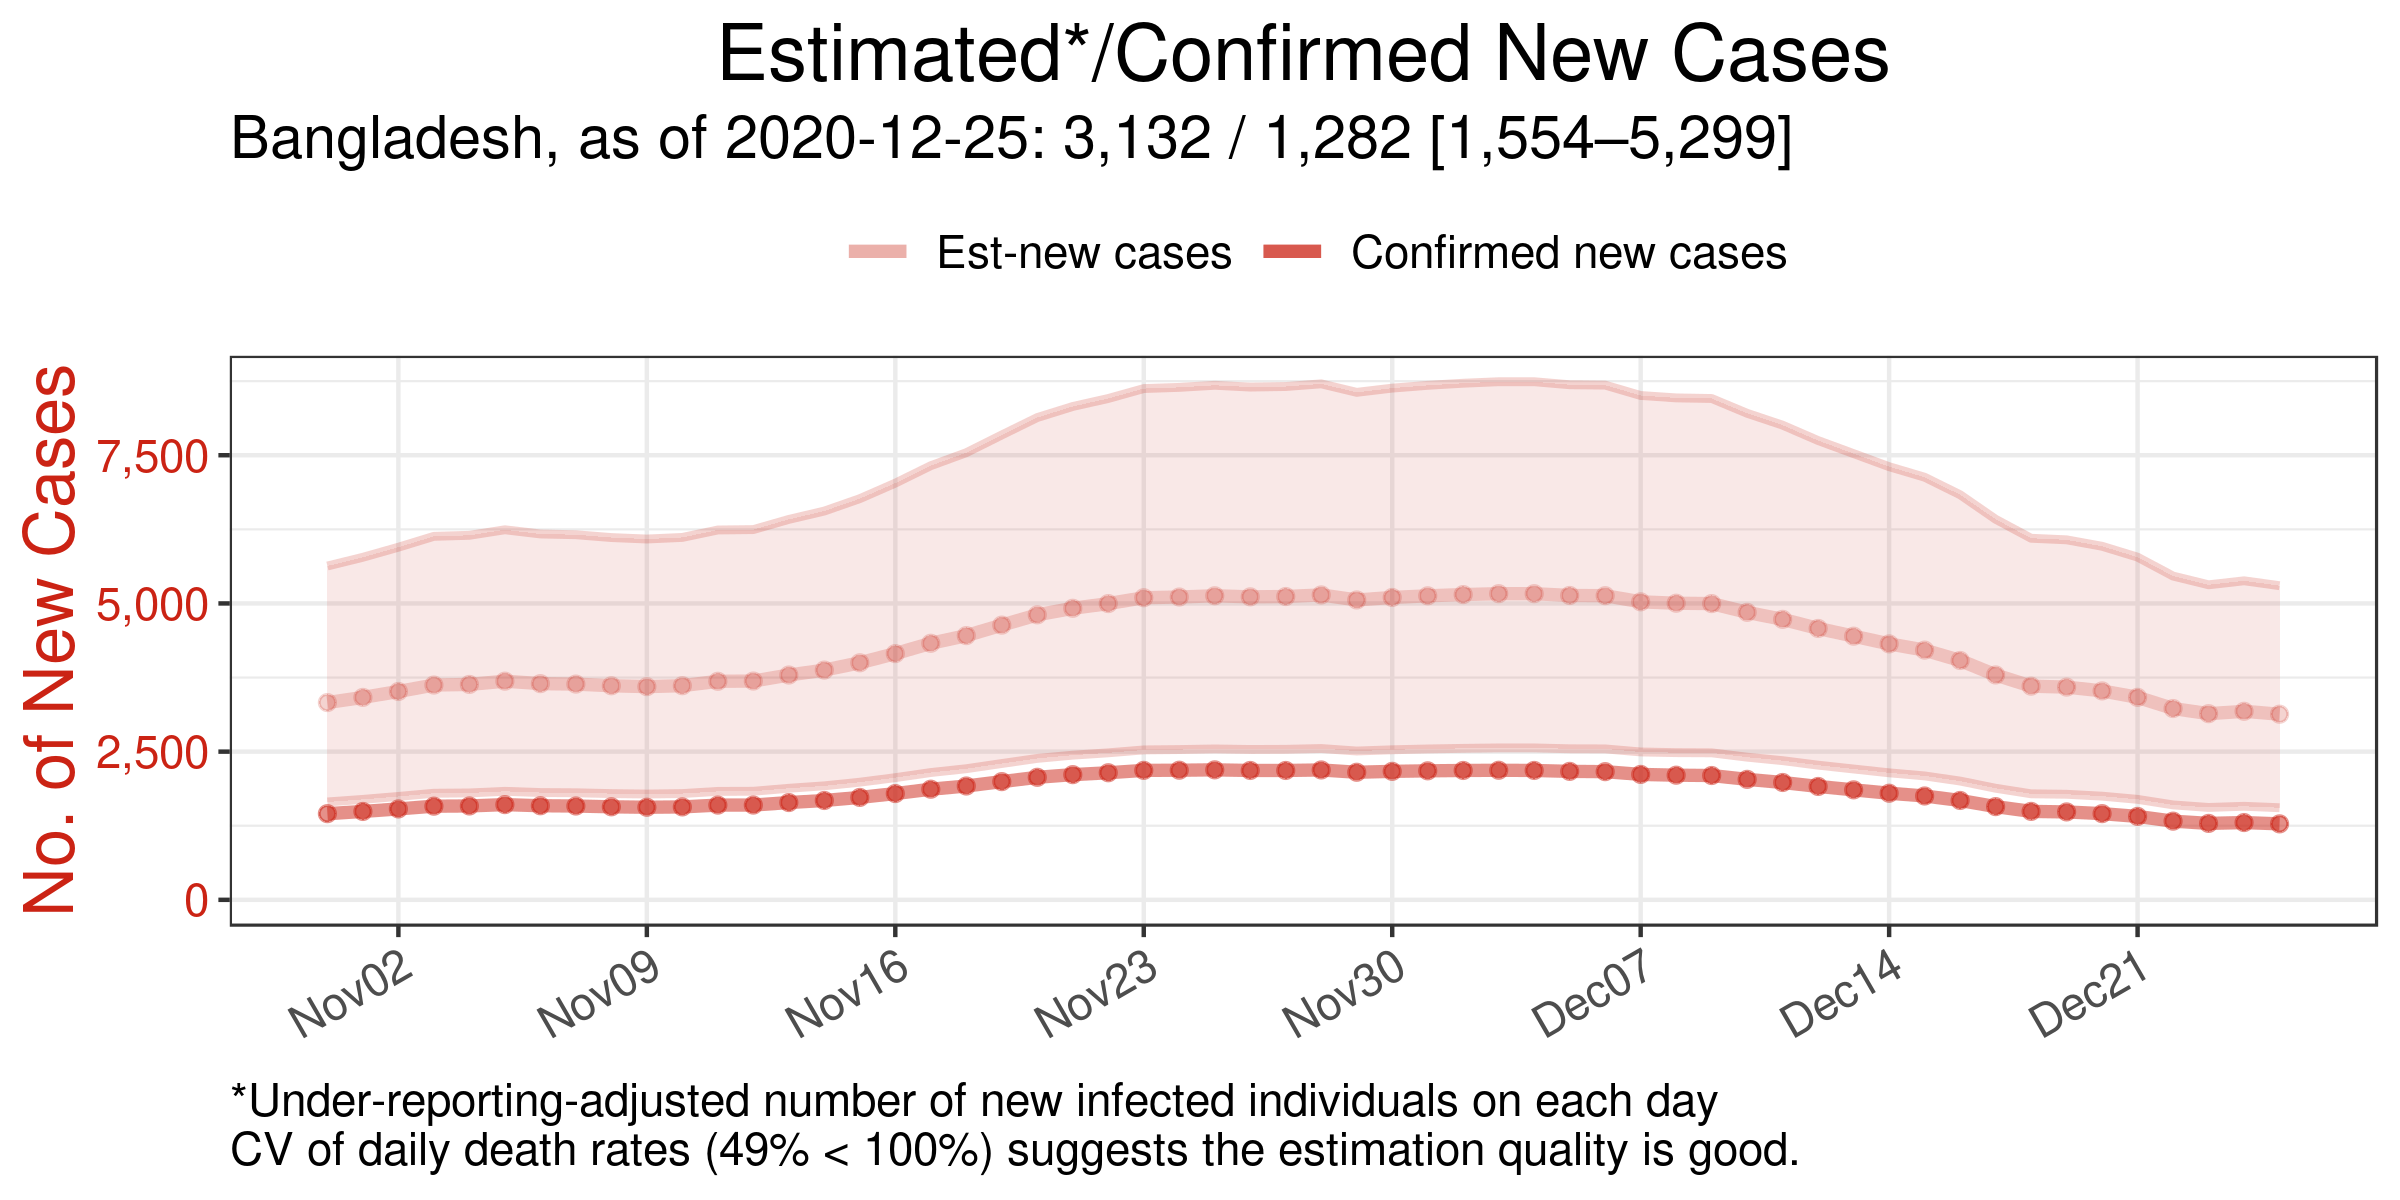 Estimated*/Confirmed New Cases
Bangladesh, as of 2020-12-25: 3,132 / 1,282 [1,554–5,299]
Est-new cases
Confirmed new cases
No. of New Cases
7,500
5,000
2,500
0
Nov02
Nov09
Nov16
Nov23
Nov30
Dec07
Dec14
Dec21
*Under-reporting-adjusted number of new infected individuals on each day
CV of daily death rates (49% < 100%) suggests the estimation quality is good.